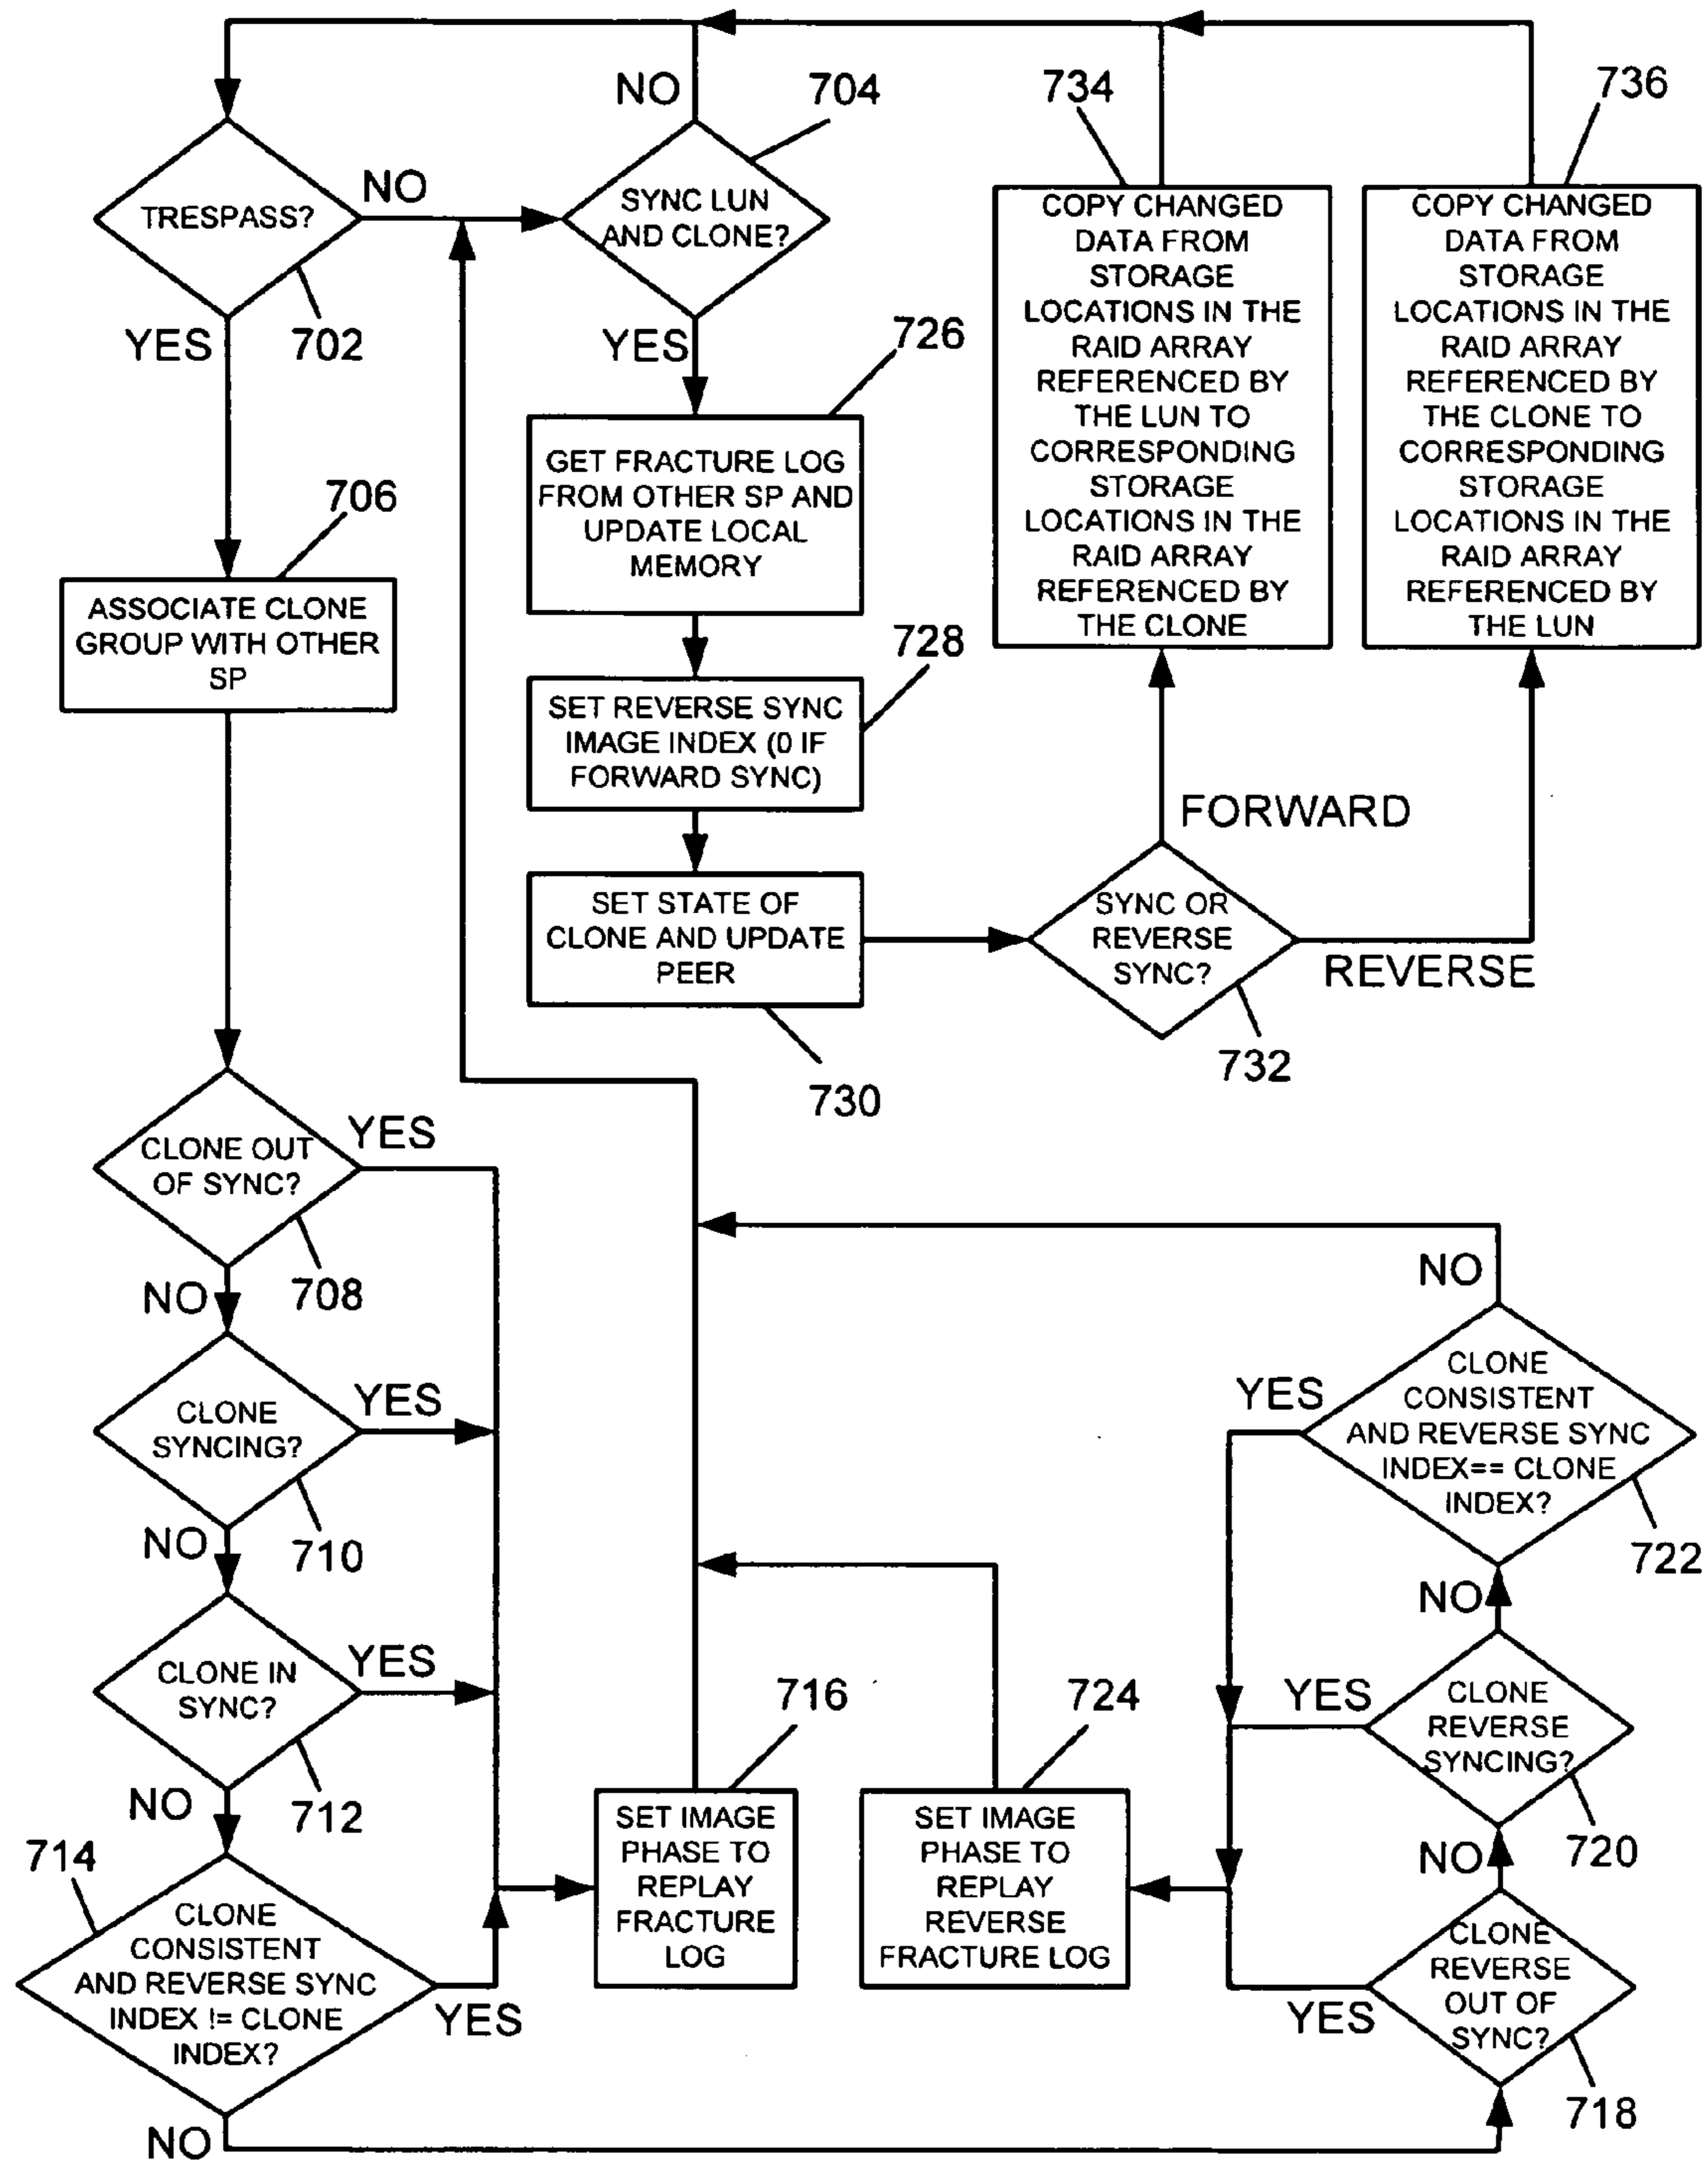 NO
704
734
736
TRESPASS?
NO
702
YES
SYNC LUN
AND CLONE?
YES
COPY CHANGED
DATA FROM
STORAGE
LOCATIONS IN THE
RAID ARRAY
REFERENCED BY
THE LUN TO
CORRESPONDING
STORAGE
LOCATIONS IN THE
RAID ARRAY
REFERENCED BY
THE CLONE
COPY CHANGED
DATA FROM
STORAGE
LOCATIONS IN THE
RAID ARRAY
REFERENCED BY
THE CLONE TO
CORRESPONDING
STORAGE
LOCATIONS IN THE
RAID ARRAY
REFERENCED BY
THE LUN
726
GET FRACTURE LOG
FROM OTHER SP AND
UPDATE LOCAL
MEMORY
706
ASSOCIATE CLONE
GROUP WITH OTHER
SP
728
SET REVERSE SYNC
IMAGE INDEX (0 IF
FORWARD SYNC)
FORWARD
SET STATE OF
CLONE AND UPDATE
PEER
730
SYNC OR
REVERSE
SYNC?
REVERSE
732
CLONE OUT
OF SYNC?
YES
NO
708
CLONE
SYNCING?
YES
NO
710
CLONE IN
SYNC?
YES
NO
712
714
CLONE
CONSISTENT
AND REVERSE SYNC
INDEX != CLONE
INDEX?
YES
NO
716
SET IMAGE
PHASE TO
REPLAY
FRACTURE
LOG
724
SET IMAGE
PHASE TO
REPLAY
REVERSE
FRACTURE LOG
NO
YES
CLONE
CONSISTENT
AND REVERSE SYNC
INDEX== CLONE
INDEX?
722
NO
YES
CLONE
REVERSE
SYNCING?
720
NO
CLONE
REVERSE
OUT OF
SYNC?
YES
718